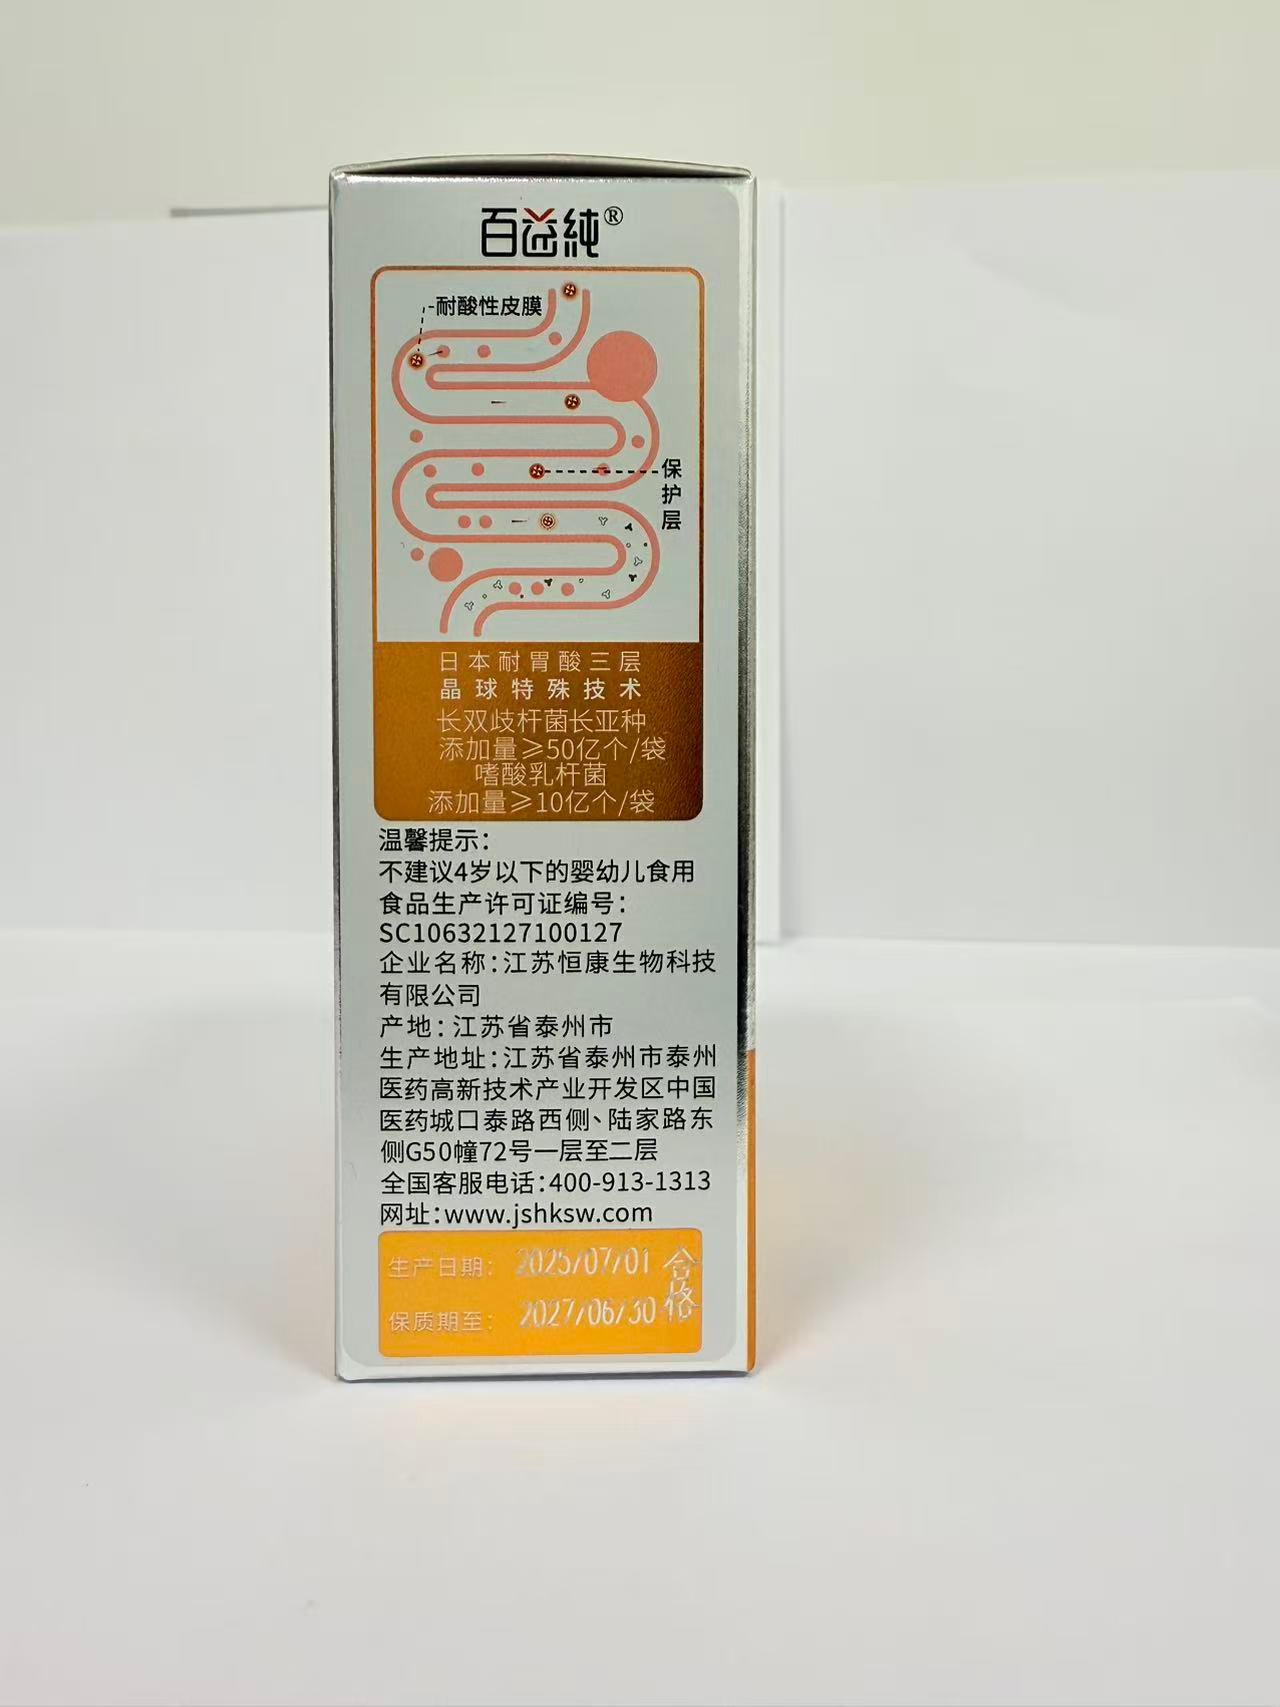 百益純®
-耐酸性皮膜
保护层
日本耐胃酸三层
晶球特殊技术
长双歧杆菌长亚种
添加量≥50亿个/袋
嗜酸乳杆菌
添加量≥10亿个/袋
温馨提示：
不建议4岁以下的婴幼儿食用
食品生产许可证编号：
SC10632127100127
企业名称：江苏恒康生物科技
有限公司
产地：江苏省泰州市
生产地址：江苏省泰州市泰州
医药高新技术产业开发区中国
医药城口泰路西侧、陆家路东
侧G50幢72号一层至二层
全国客服电话：400-913-1313
网址：www.jshksw.com
生产日期： 2025/07/01 合格
保质期至： 2027/06/30